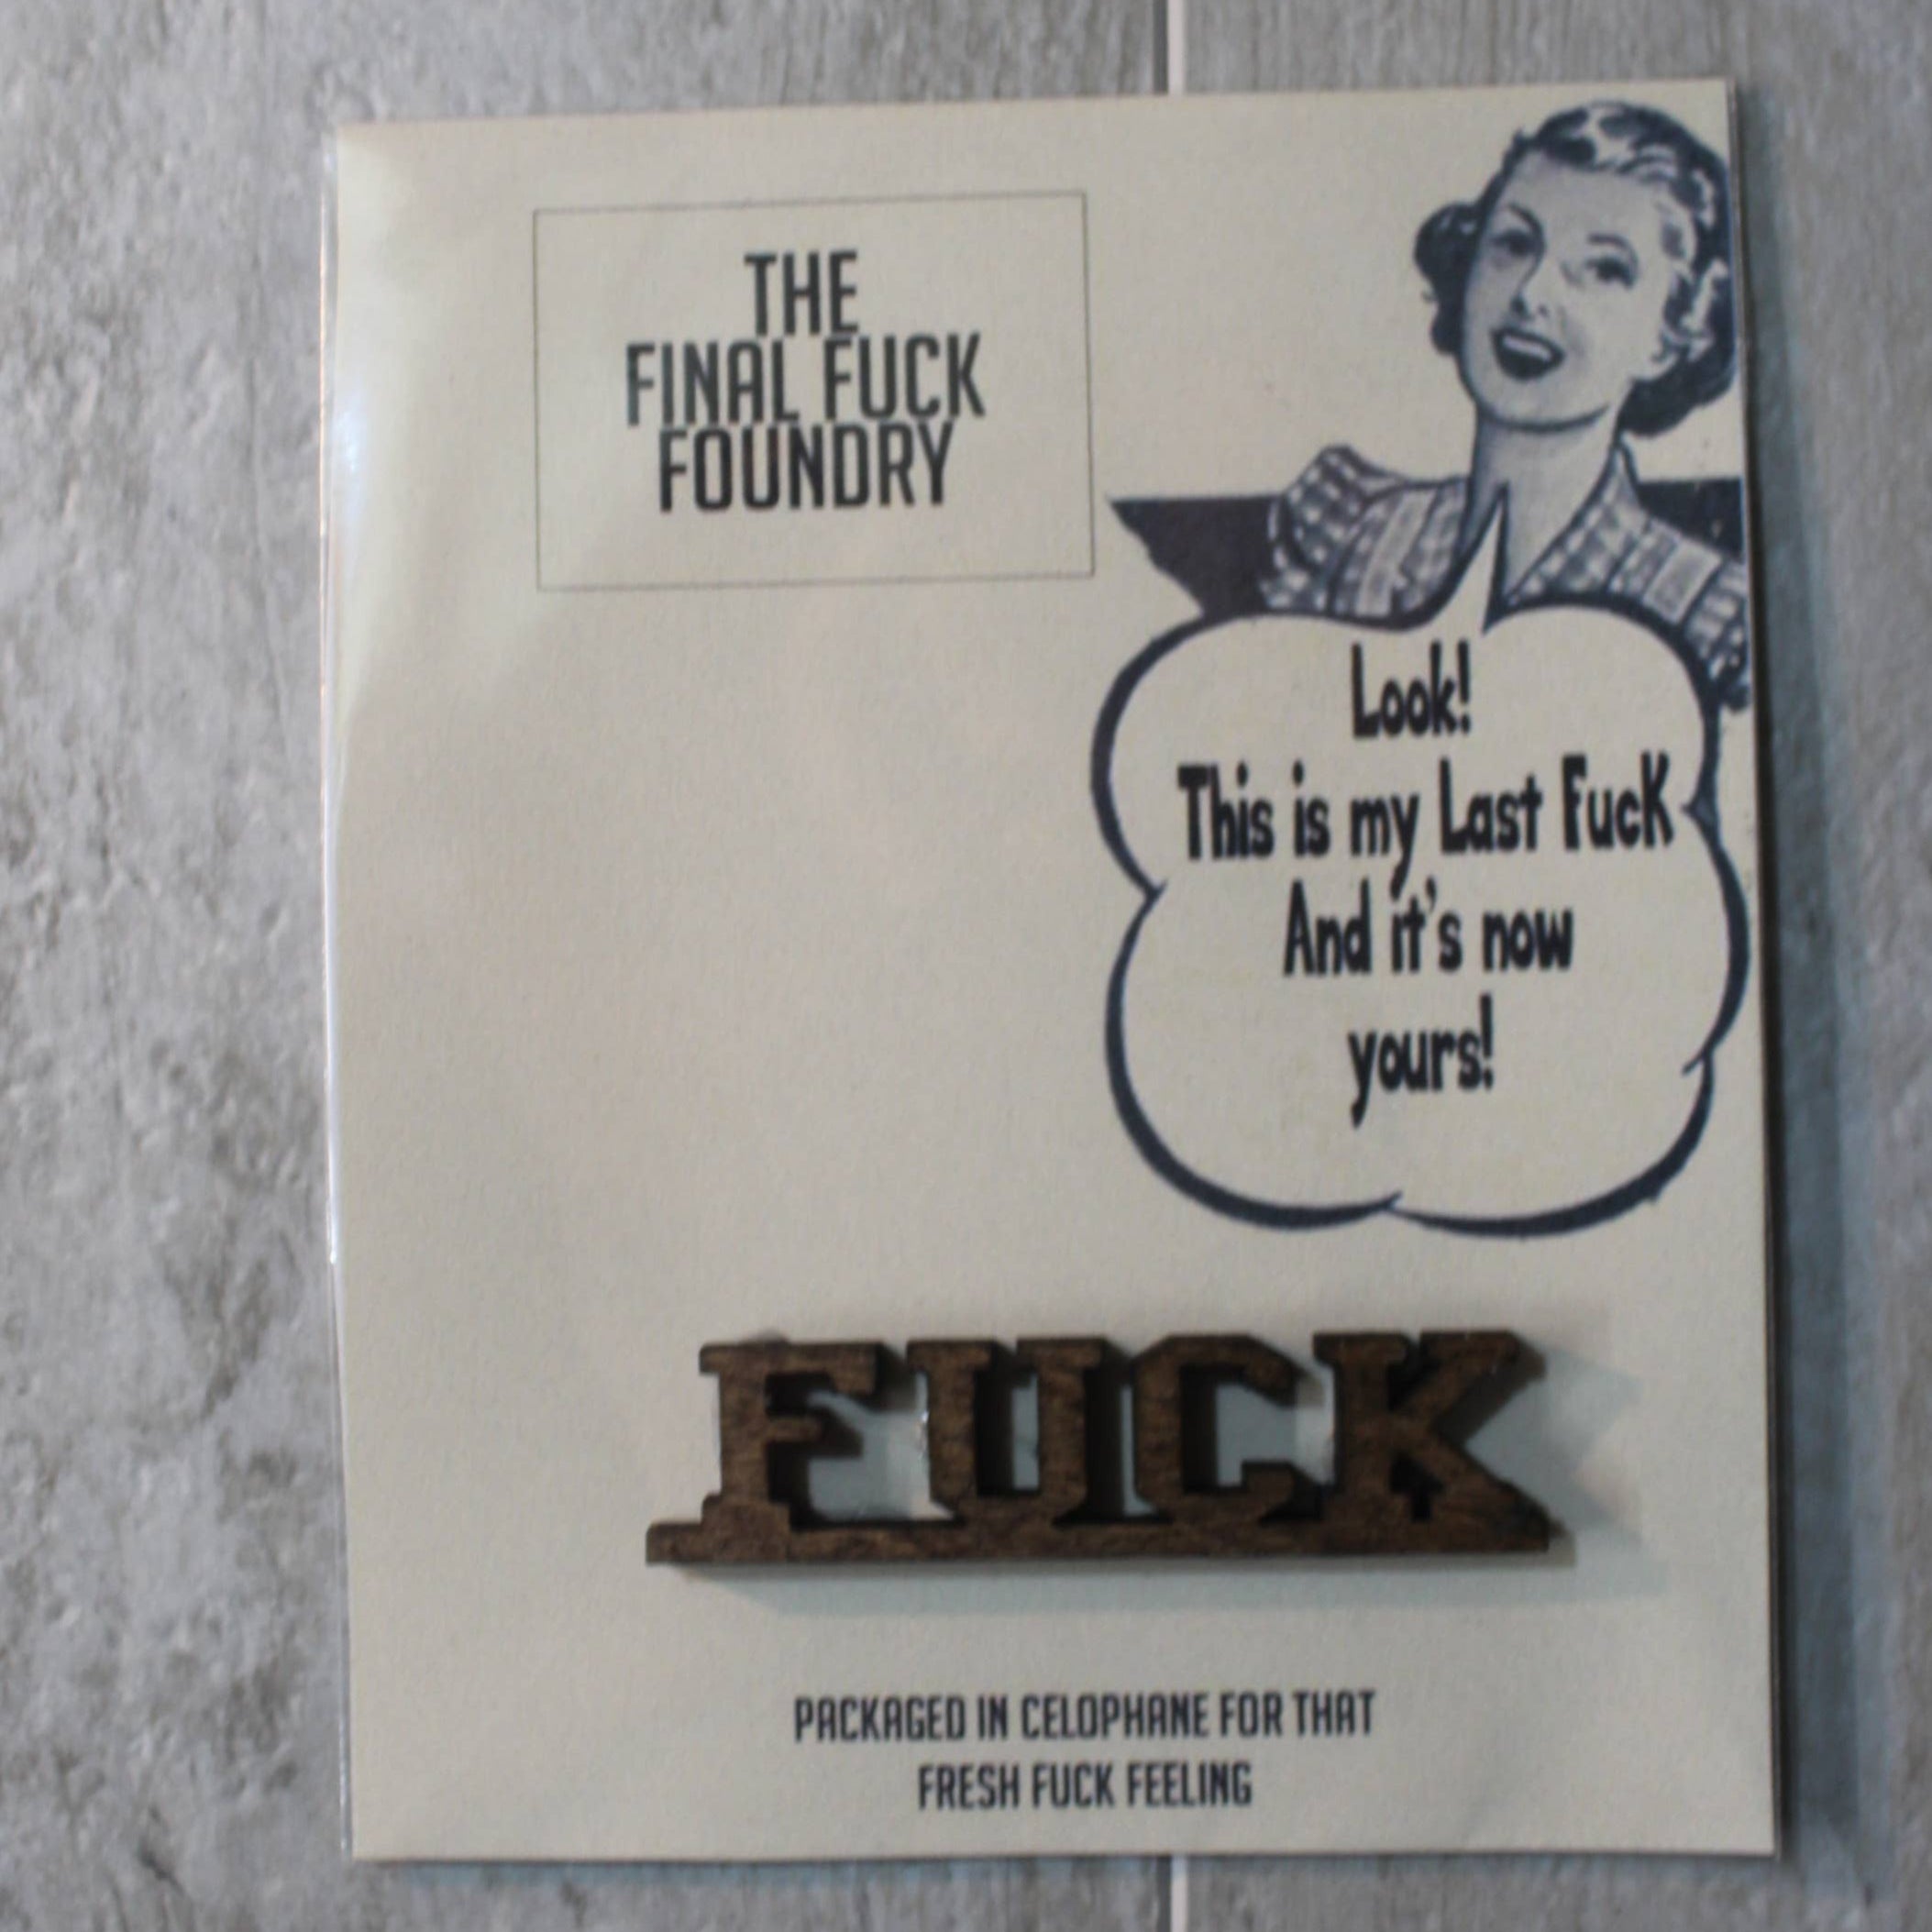 THE
FINAL FUCK
FOUNDRY
Look!
This is my Last Fuck
And it's now
yours!
FUCK
PACKAGED IN CELOPHANE FOR THAT
FRESH FUCK FEELING